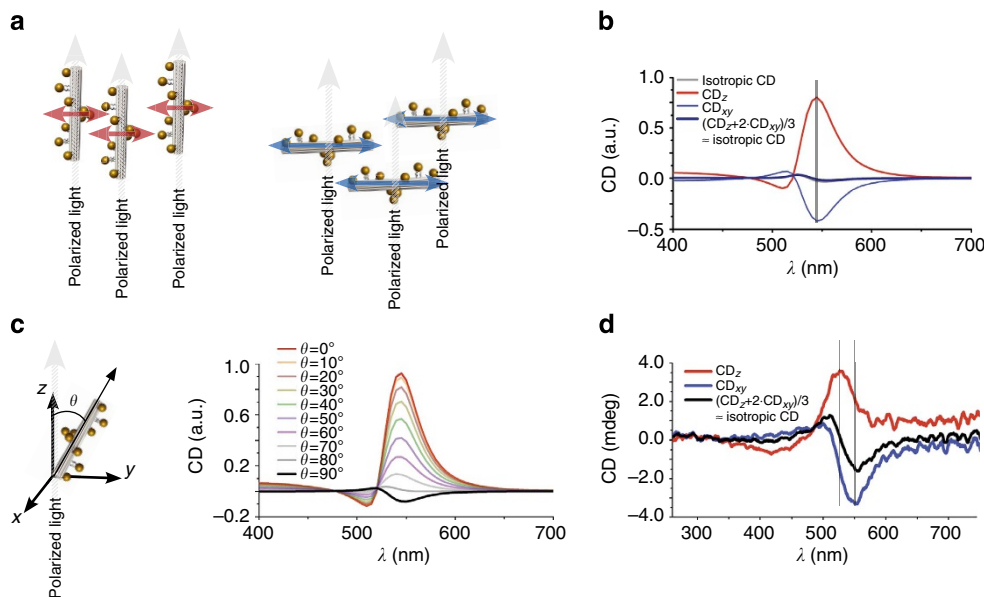 a
Polarized light
Polarized light
Polarized light
Polarized light
Polarized light
Polarized light
b
1.0
0.5
0.0
−0.5
CD (a.u.)
Isotropic CD
CDz
CDxy
(CDz+2·CDxy)/3
= isotropic CD
400
500
600
700
λ (nm)
c
z
θ
y
x
Polarized light
1.0
0.6
0.2
−0.2
CD (a.u.)
θ=0°
θ=10°
θ=20°
θ=30°
θ=40°
θ=50°
θ=60°
θ=70°
θ=80°
θ=90°
400
500
600
700
λ (nm)
d
4.0
2.0
0.0
−2.0
−4.0
CD (mdeg)
CDz
CDxy
(CDz+2·CDxy)/3
= isotropic CD
300
400
500
600
700
λ (nm)